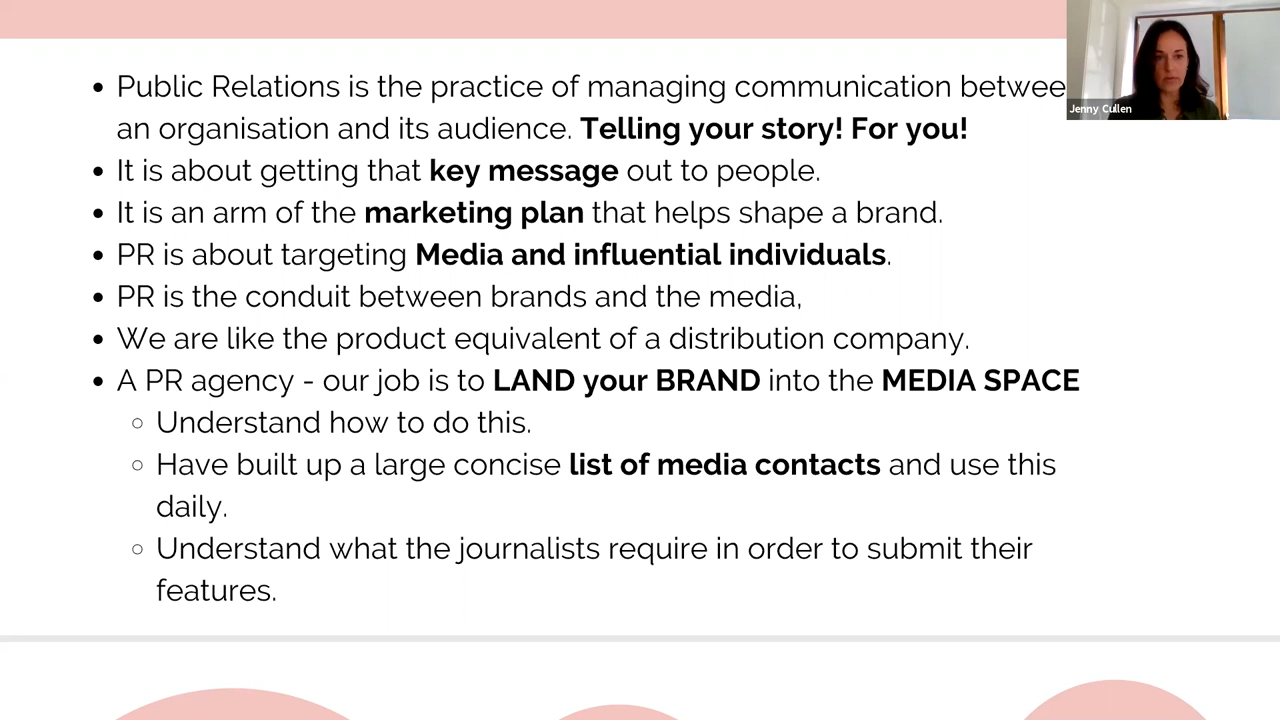 Public Relations is the practice of managing communication betwee
an organisation and its audience. Telling your story! For you!
It is about getting that key message out to people.
It is an arm of the marketing plan that helps shape a brand.
PR is about targeting Media and influential individuals.
PR is the conduit between brands and the media,
We are like the product equivalent of a distribution company.
A PR agency - our job is to LAND your BRAND into the MEDIA SPACE
Understand how to do this.
Have built up a large concise list of media contacts and use this
daily.
Understand what the journalists require in order to submit their
features.
Jenny Cullen